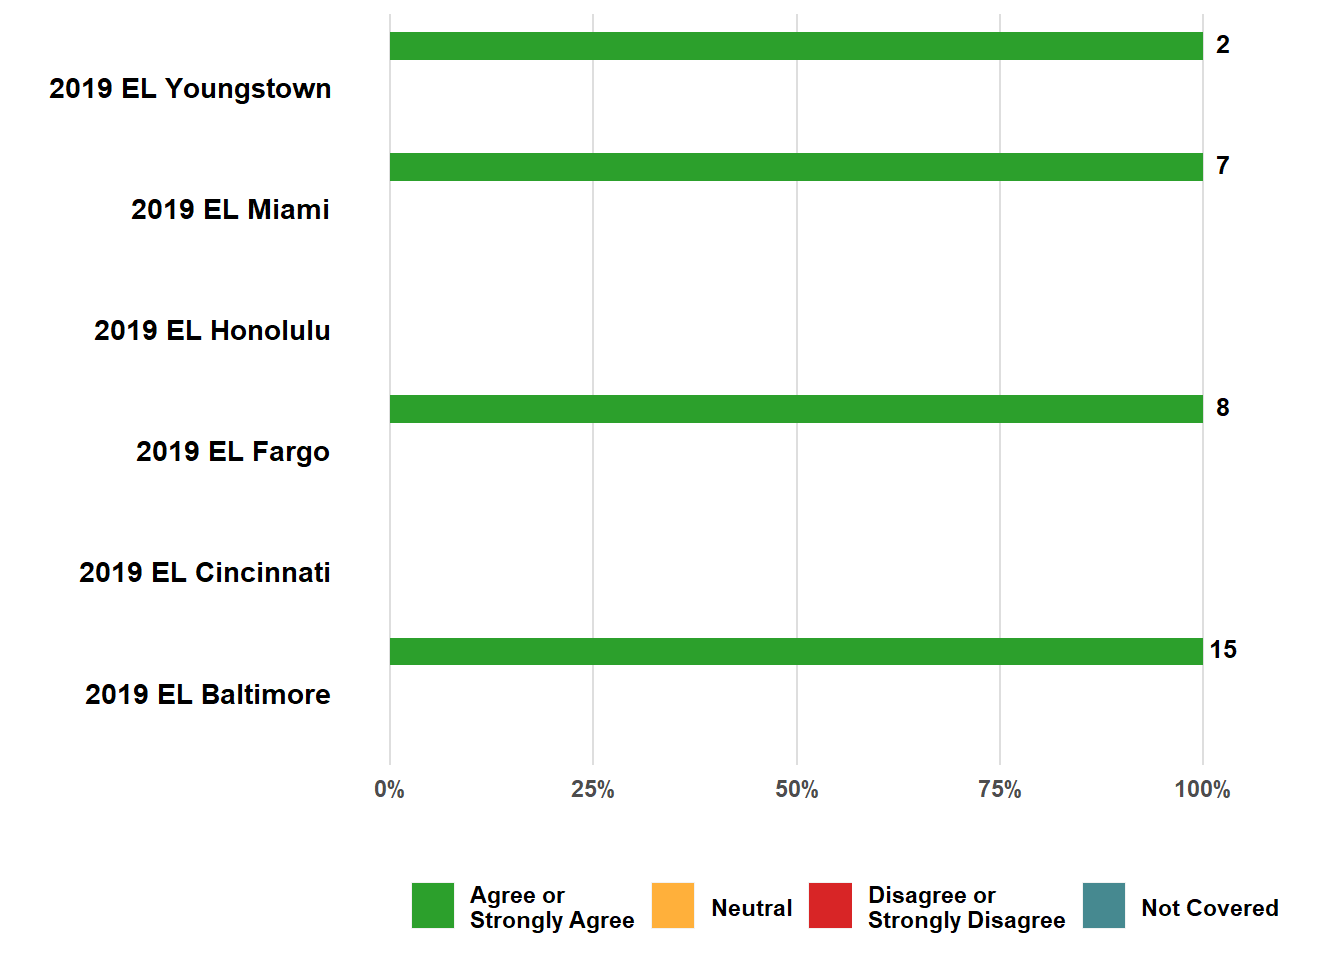 2
2019 EL Youngstown
7
2019 EL Miami
2019 EL Honolulu
8
2019 EL Fargo
2019 EL Cincinnati
15
2019 EL Baltimore
0% 25% 50% 75% 100%
Agree or
Strongly Agree
Neutral
Disagree or
Strongly Disagree
Not Covered